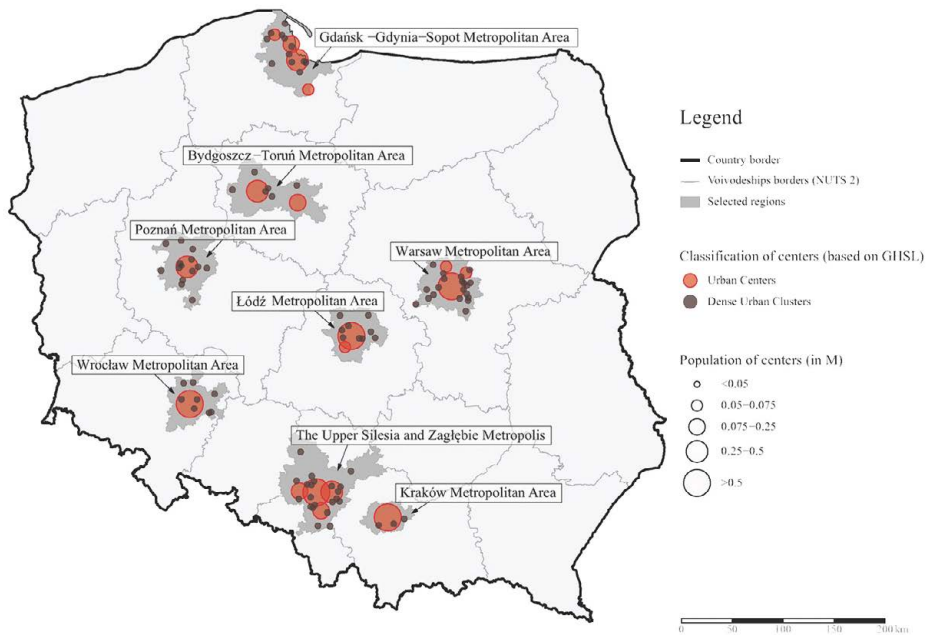 Gdańsk –Gdynia–Sopot Metropolitan Area
Bydgoszcz –Toruń Metropolitan Area
Poznań Metropolitan Area
Warsaw Metropolitan Area
Łódź Metropolitan Area
Wrocław Metropolitan Area
The Upper Silesia and Zagłębie Metropolis
Kraków Metropolitan Area
Legend
Country border
Voivodeships borders (NUTS 2)
Selected regions
Classification of centers (based on GHSL)
Urban Centers
Dense Urban Clusters
Population of centers (in M)
<0.05
0.05–0.075
0.075–0.25
0.25–0.5
>0.5
0 50 100 150 200 km